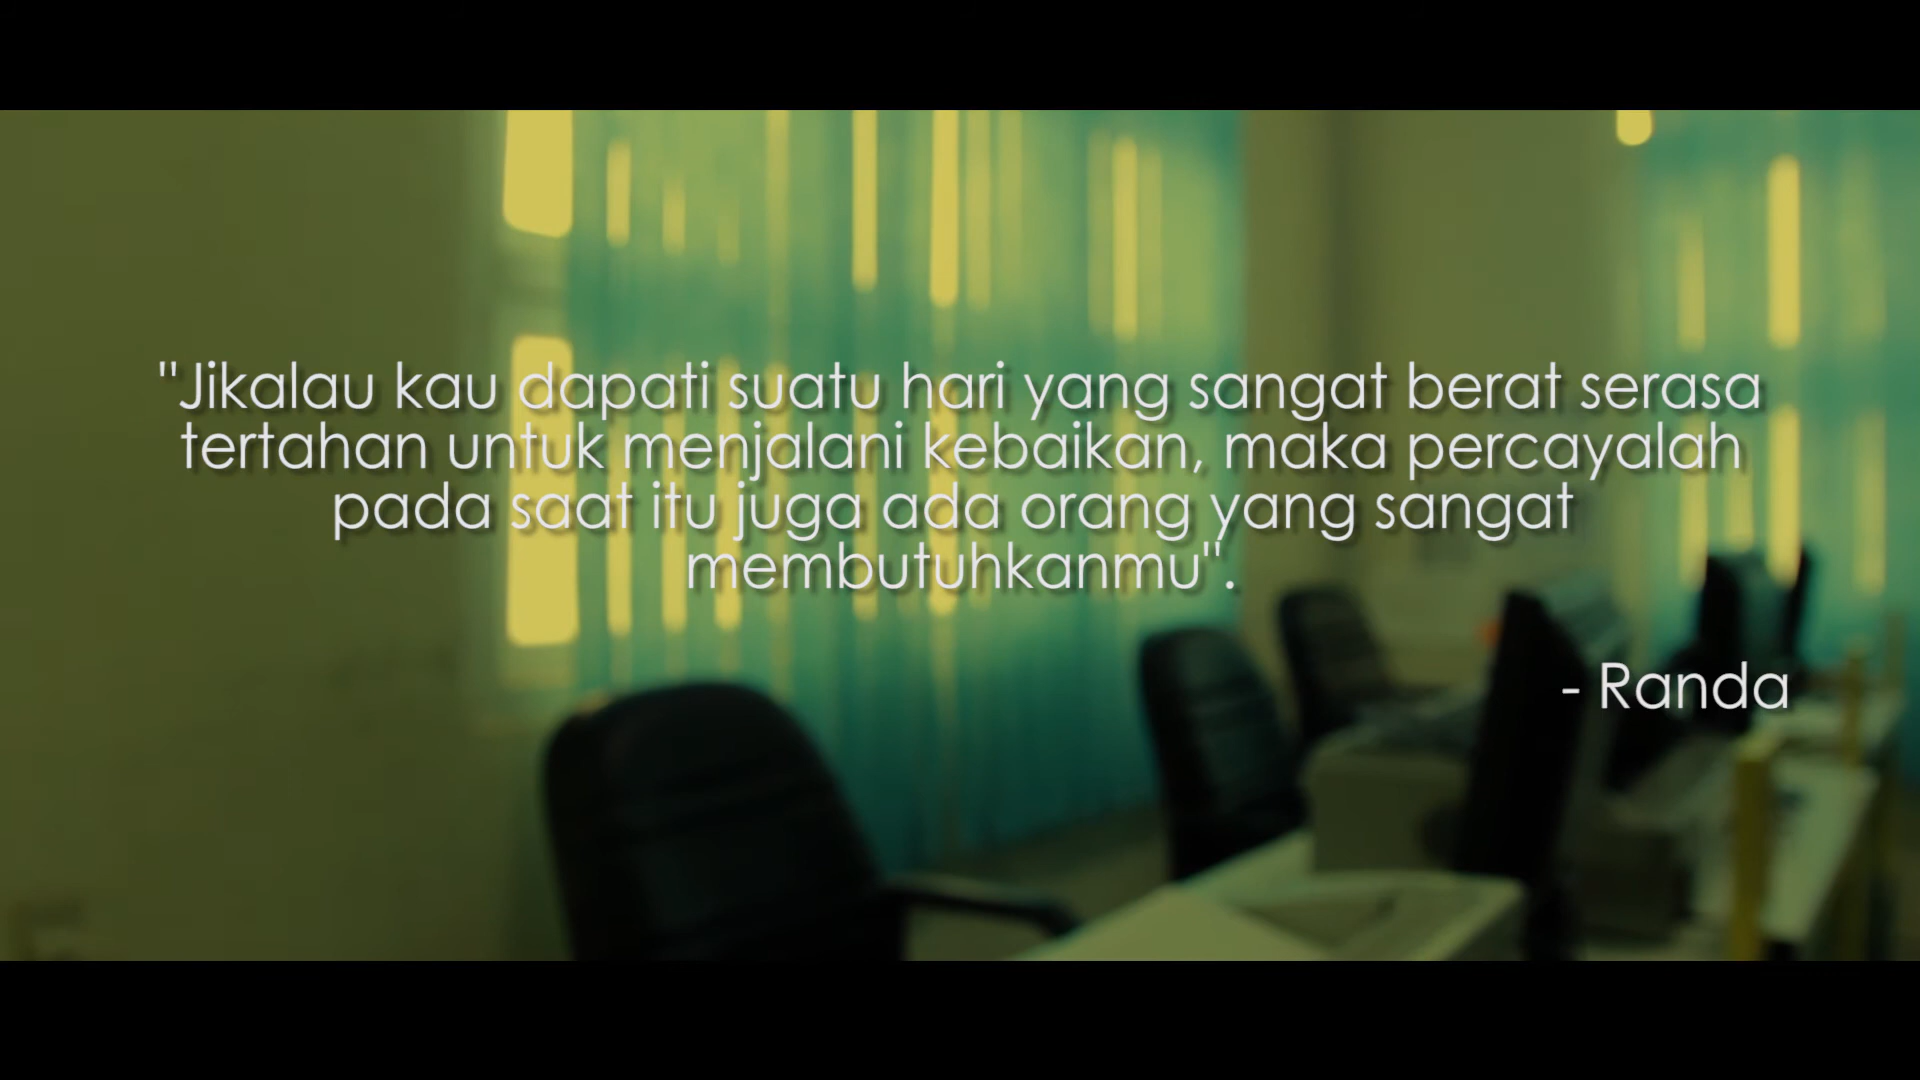 "Jikalau kau dapati suatu hari yang sangat berat serasa
tertahan untuk menjalani kebaikan, maka percayalah
pada saat itu juga ada orang yang sangat
membutuhkanmu".
- Randa